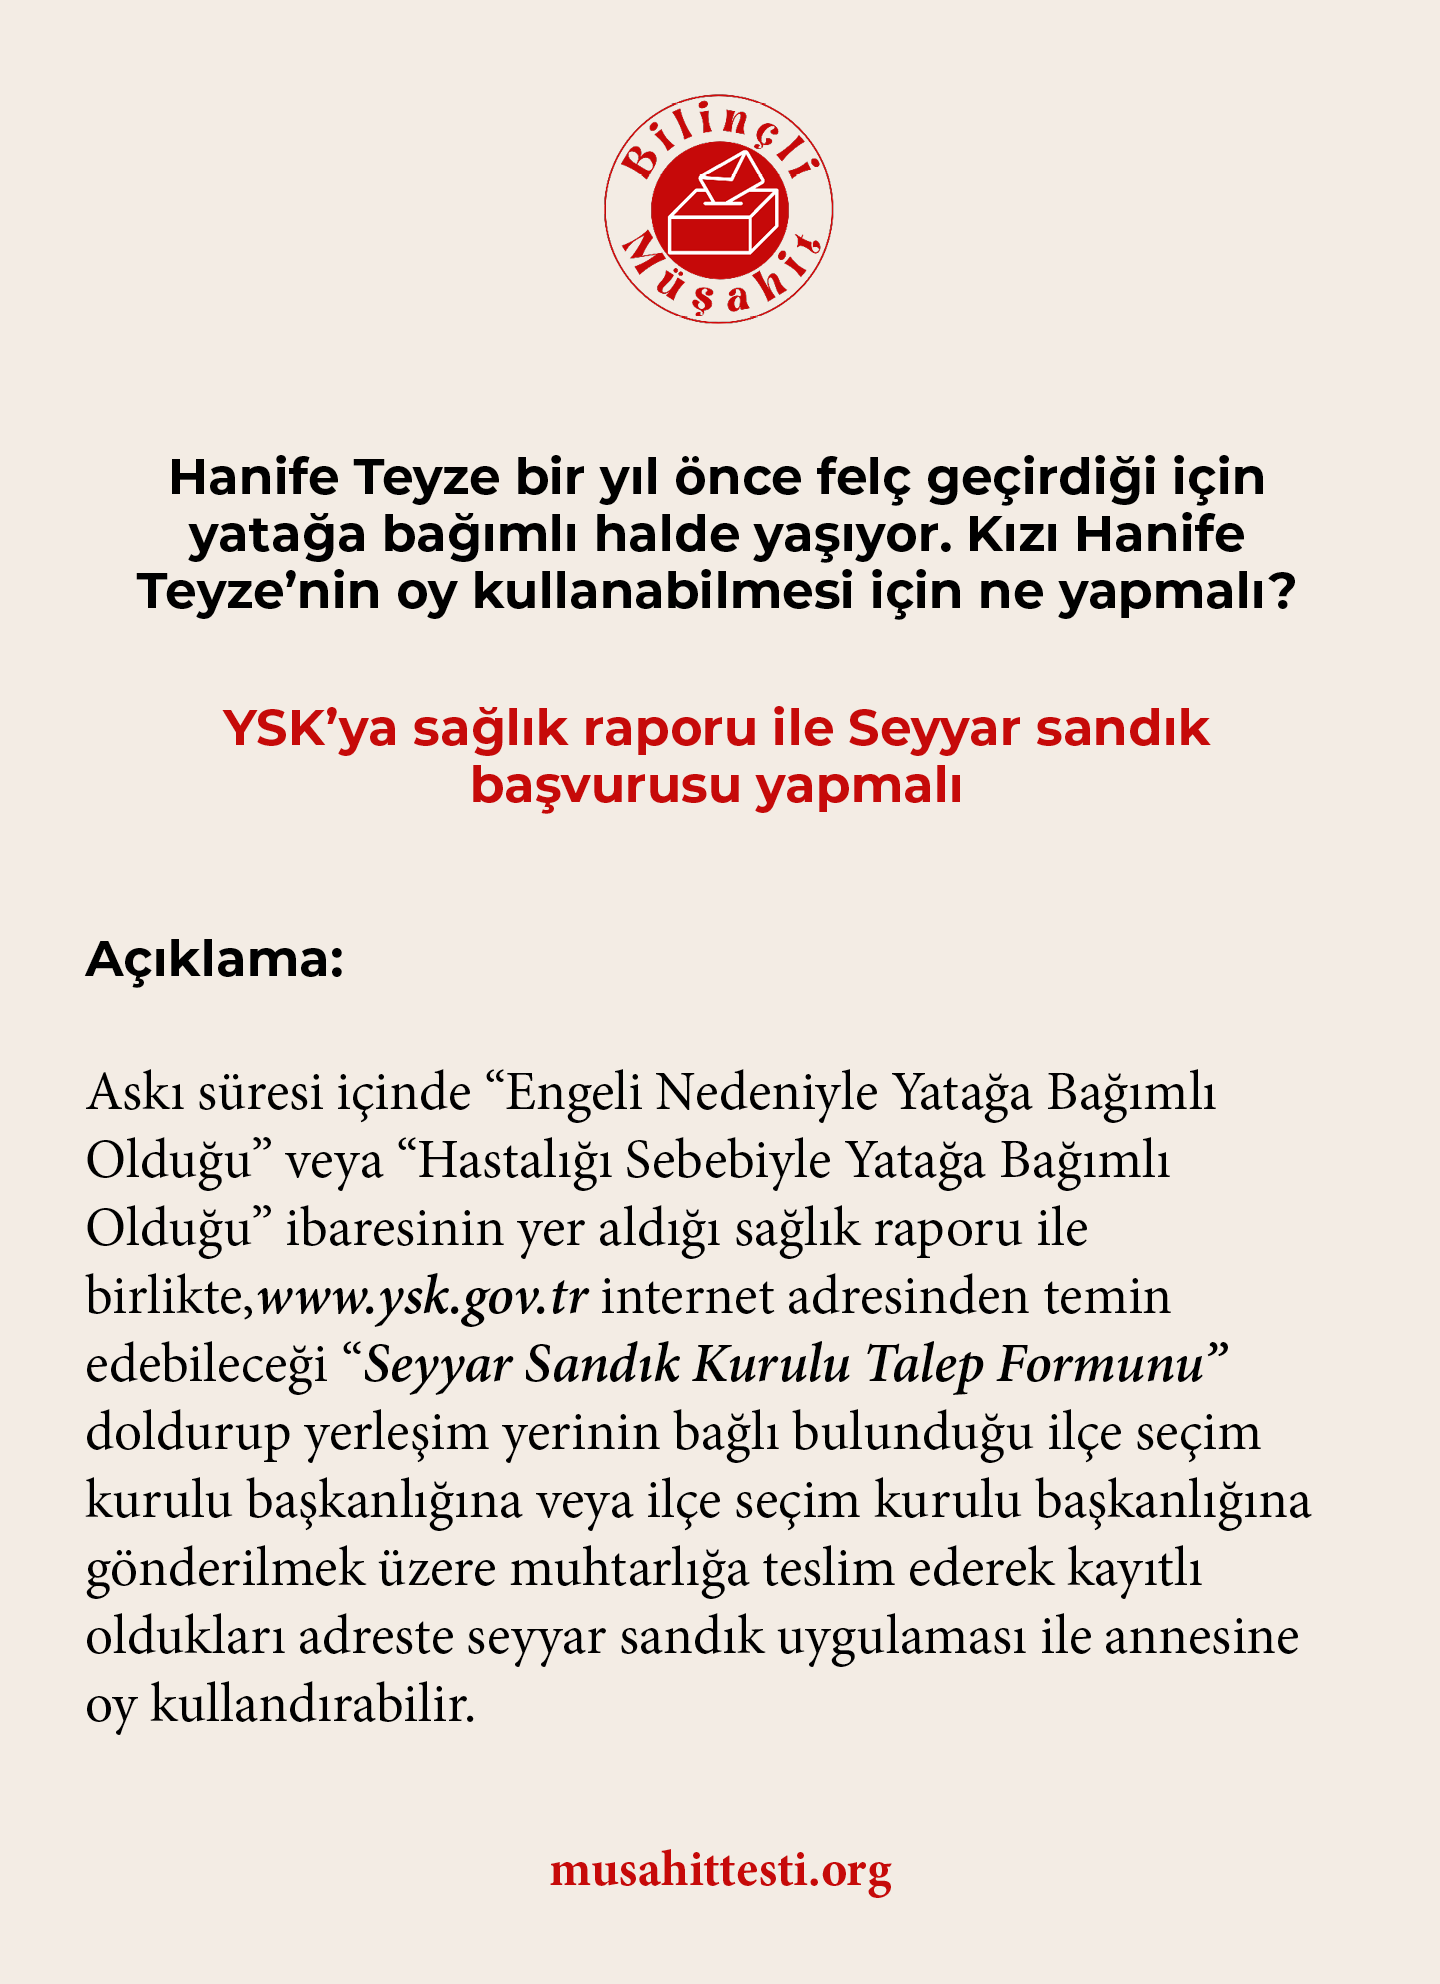 Bilinçli
Müşahit
Hanife Teyze bir yıl önce felç geçirdiği için
yatağa bağımlı halde yaşıyor. Kızı Hanife
Teyze’nin oy kullanabilmesi için ne yapmalı?
YSK’ya sağlık raporu ile Seyyar sandık
başvurusu yapmalı
Açıklama:
Askı süresi içinde “Engeli Nedeniyle Yatağa Bağımlı
Olduğu” veya “Hastalığı Sebebiyle Yatağa Bağımlı
Olduğu” ibaresinin yer aldığı sağlık raporu ile
birlikte,www.ysk.gov.tr internet adresinden temin
edebileceği “Seyyar Sandık Kurulu Talep Formunu”
doldurup yerleşim yerinin bağlı bulunduğu ilçe seçim
kurulu başkanlığına veya ilçe seçim kurulu başkanlığına
gönderilmek üzere muhtarlığa teslim ederek kayıtlı
oldukları adreste seyyar sandık uygulaması ile annesine
oy kullandırabilir.
musahittesti.org